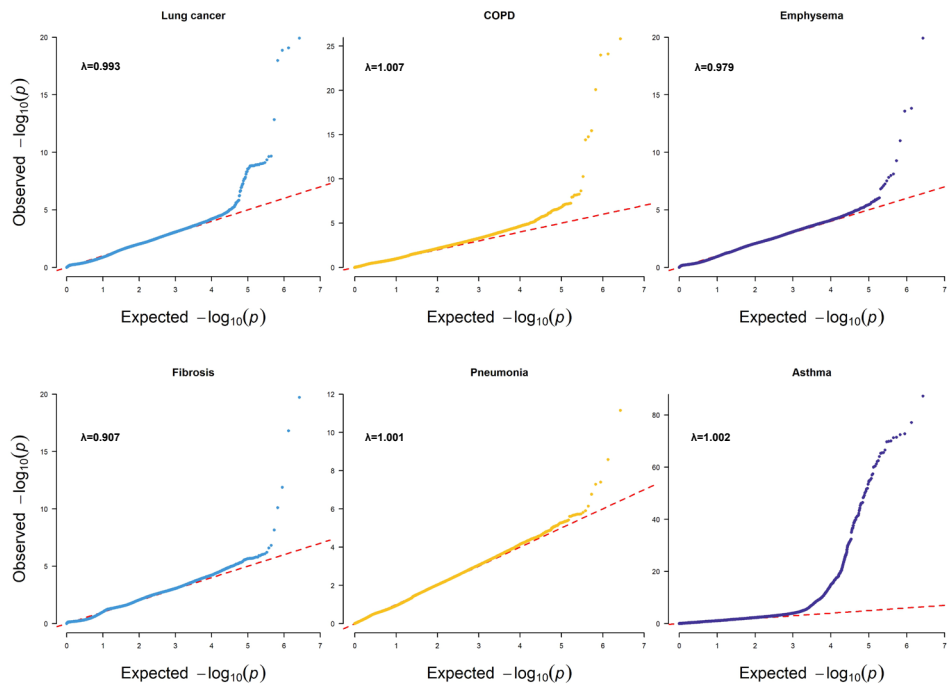 Lung cancer
COPD
Emphysema
20
15
10
5
0
λ=0.993
Observed −log10(p)
0 1 2 3 4 5 6 7
Expected −log10(p)
25
20
15
10
5
0
λ=1.007
0 1 2 3 4 5 6 7
Expected −log10(p)
20
15
10
5
0
λ=0.979
0 1 2 3 4 5 6 7
Expected −log10(p)
Fibrosis
Pneumonia
Asthma
20
15
10
5
0
λ=0.907
Observed −log10(p)
0 1 2 3 4 5 6 7
Expected −log10(p)
12
10
8
6
4
2
0
λ=1.001
0 1 2 3 4 5 6 7
Expected −log10(p)
80
60
40
20
0
λ=1.002
0 1 2 3 4 5 6 7
Expected −log10(p)